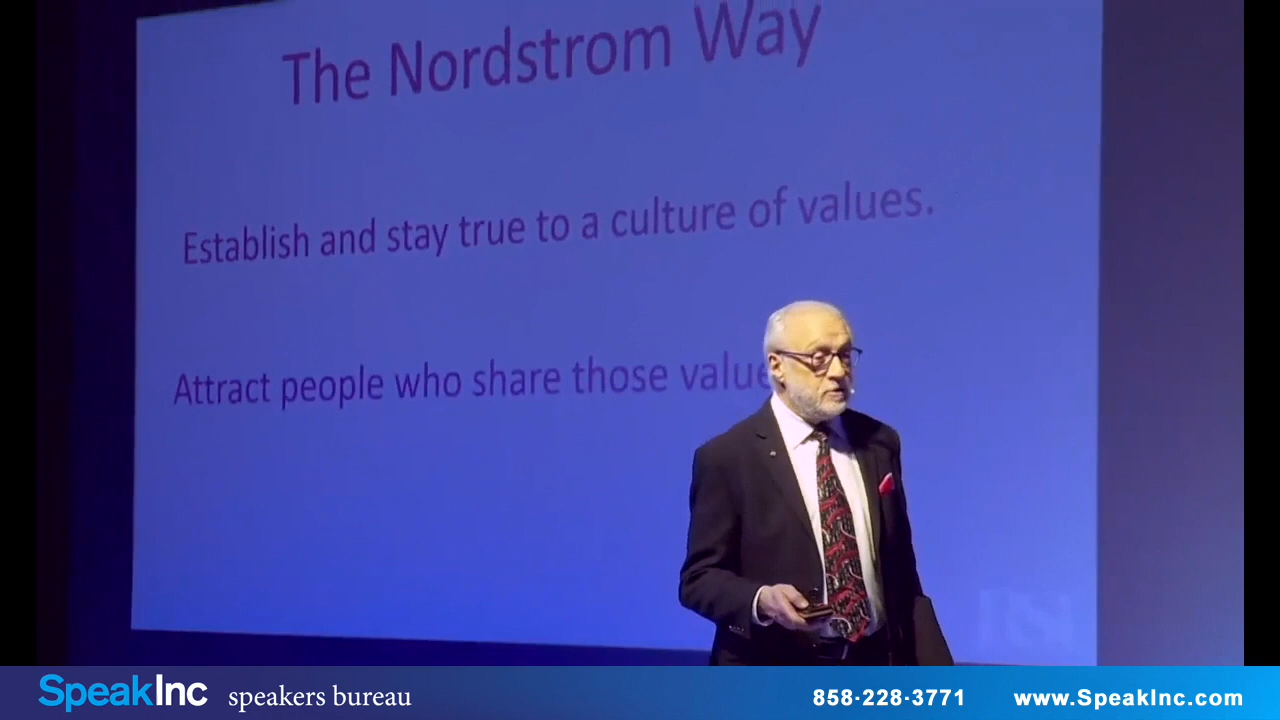 The Nordstrom Way
Establish and stay true to a culture of values.
Attract people who share those value
SpeakInc speakers bureau
858-228-3771
www.SpeakInc.com